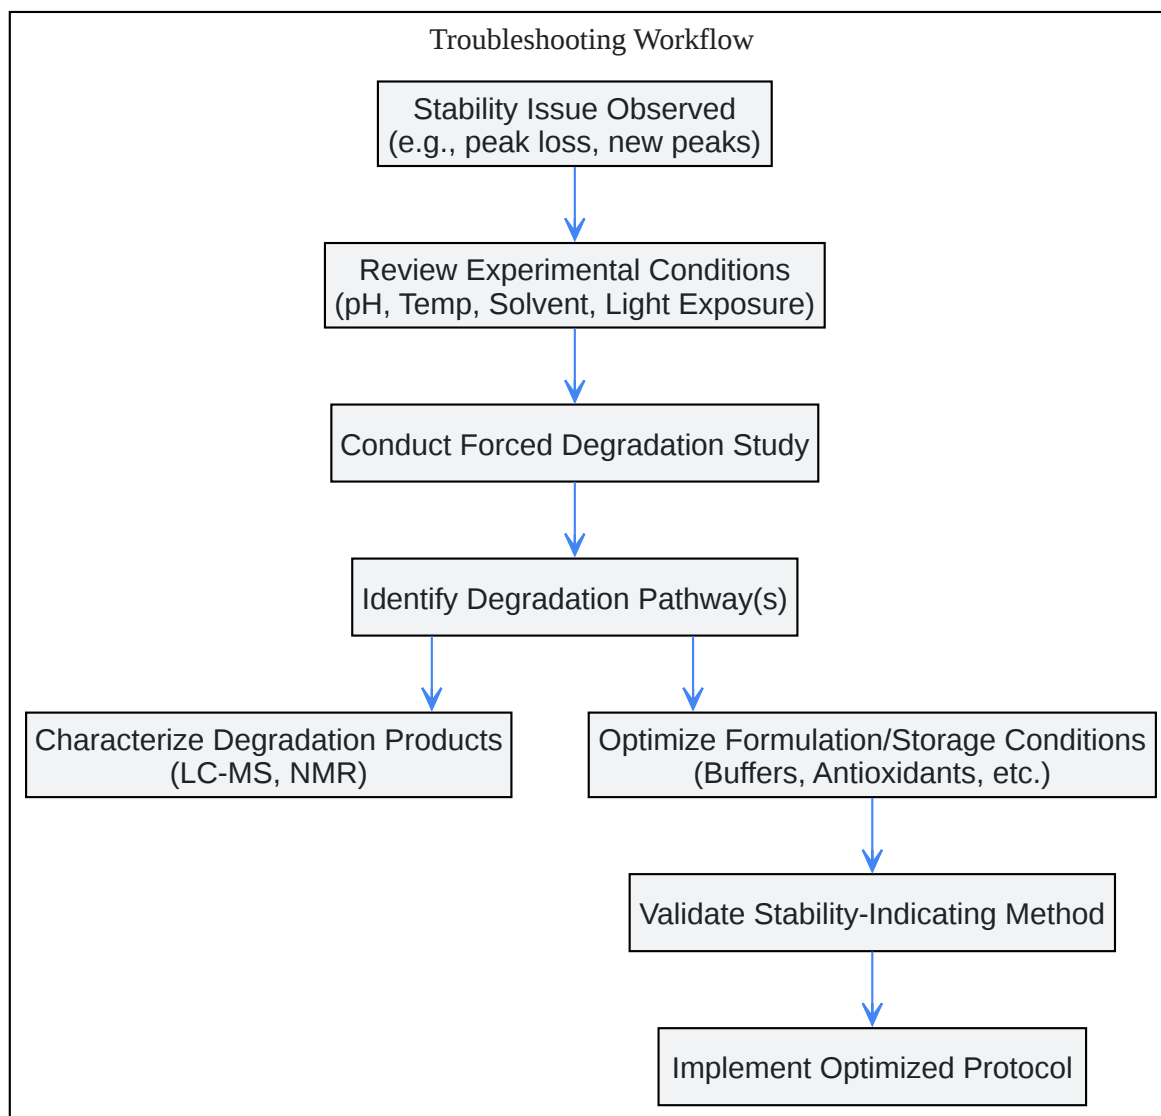 Troubleshooting Workflow
Stability Issue Observed
(e.g., peak loss, new peaks)
Review Experimental Conditions
(pH, Temp, Solvent, Light Exposure)
Conduct Forced Degradation Study
Identify Degradation Pathway(s)
Characterize Degradation Products
(LC-MS, NMR)
Optimize Formulation/Storage Conditions
(Buffers, Antioxidants, etc.)
Validate Stability-Indicating Method
Implement Optimized Protocol